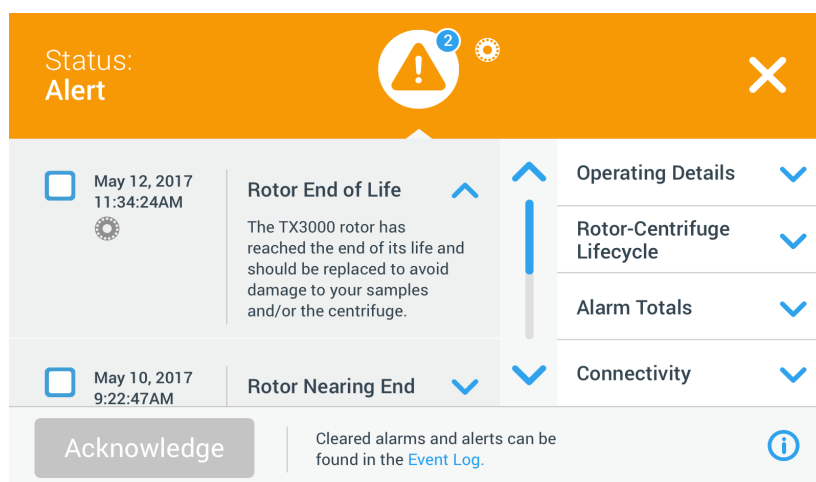 Status:
Alert
2
May 12, 2017
11:34:24AM
Rotor End of Life
The TX3000 rotor has
reached the end of its life and
should be replaced to avoid
damage to your samples
and/or the centrifuge.
May 10, 2017
9:22:47AM
Rotor Nearing End
Operating Details
Rotor-Centrifuge
Lifecycle
Alarm Totals
Connectivity
Acknowledge
Cleared alarms and alerts can be
found in the Event Log.